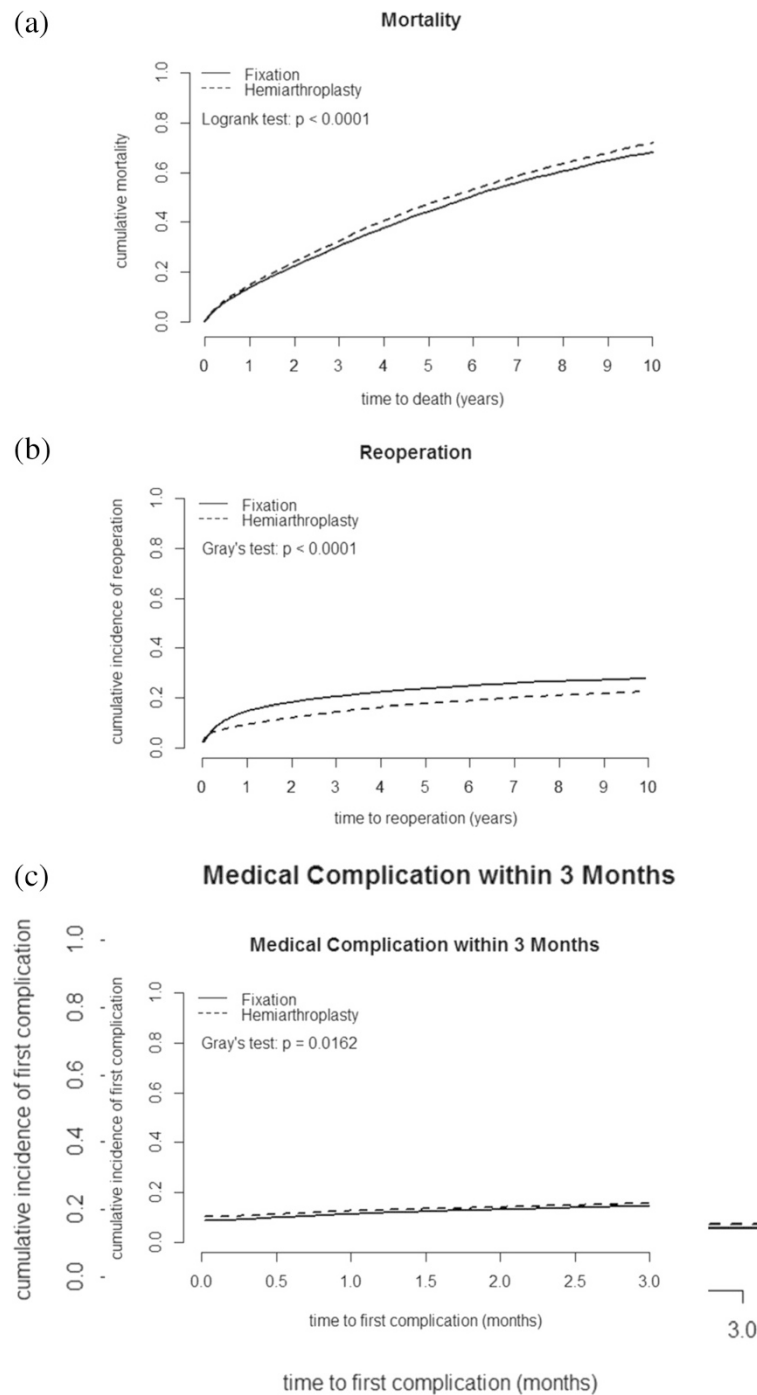 (a)
Mortality
Fixation
Hemiarthroplasty
Logrank test: p < 0.0001
cumulative mortality
1.0
0.8
0.6
0.4
0.2
0.0
0 1 2 3 4 5 6 7 8 9 10
time to death (years)
(b)
Reoperation
Fixation
Hemiarthroplasty
Gray's test: p < 0.0001
cumulative incidence of reoperation
1.0
0.8
0.6
0.4
0.2
0.0
0 1 2 3 4 5 6 7 8 9 10
time to reoperation (years)
(c)
Medical Complication within 3 Months
cumulative incidence of first complication
1.0
0.8
0.6
0.4
0.2
0.0
Medical Complication within 3 Months
Fixation
Hemiarthroplasty
Gray's test: p = 0.0162
cumulative incidence of first complication
1.0
0.8
0.6
0.4
0.2
0.0
0.0 0.5 1.0 1.5 2.0 2.5 3.0
time to first complication (months)
3.0
time to first complication (months)